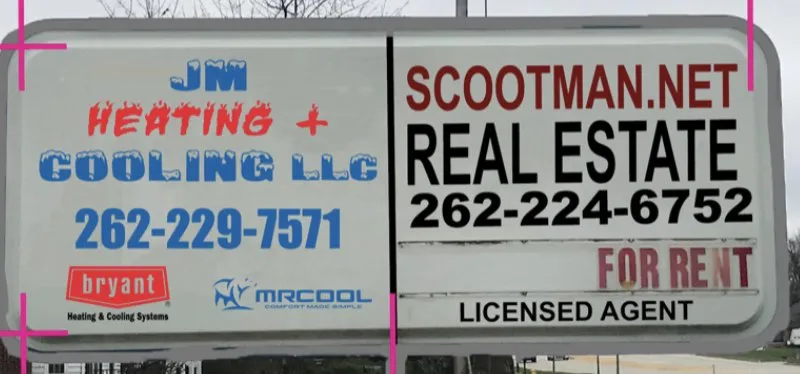 JM
HEATING +
COOLING LLC
262-229-7571
bryant
®
Heating & Cooling Systems
MRCOOL
COMFORT MADE SIMPLE
SCOOTMAN.NET
REAL ESTATE
262-224-6752
FOR RENT
LICENSED AGENT